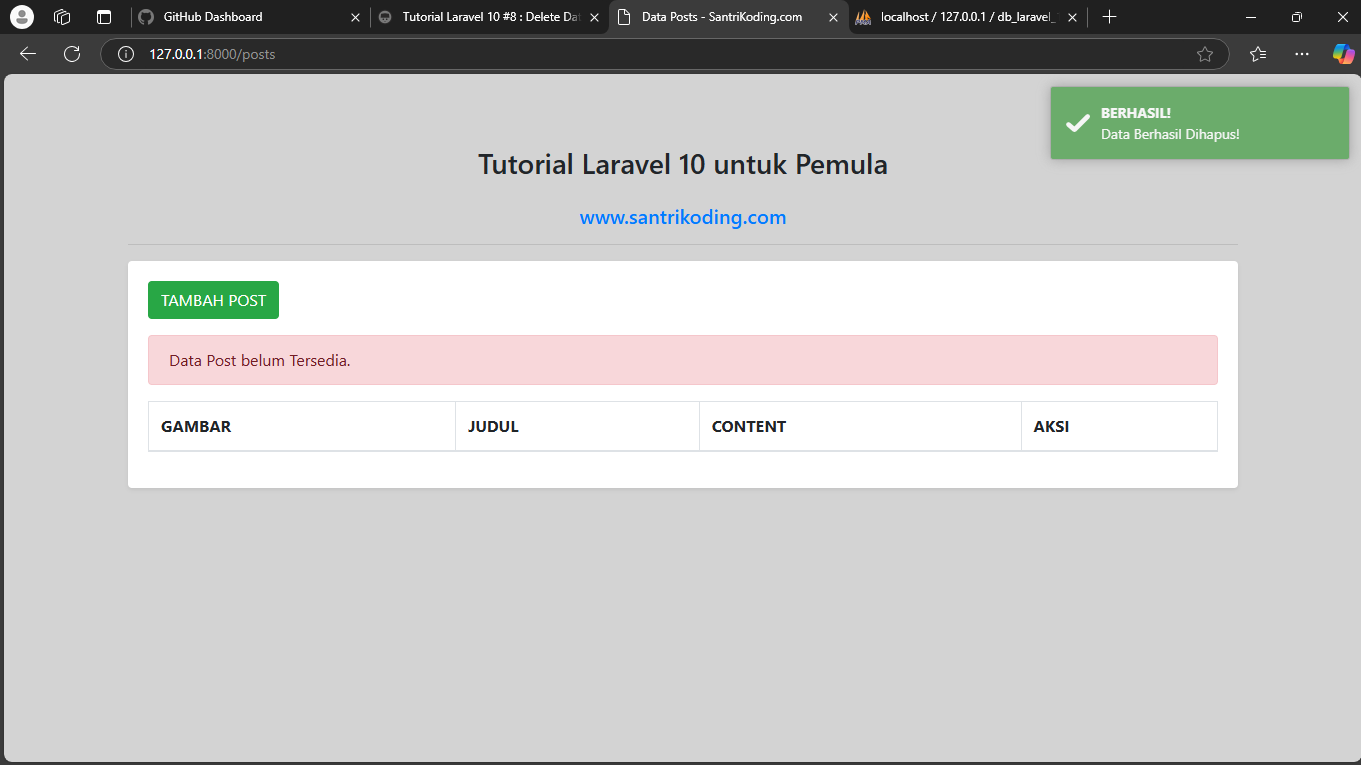 GitHub Dashboard
Tutorial Laravel 10 #8 : Delete Dat
Data Posts - SantriKoding.com
localhost / 127.0.0.1 / db_laravel_
127.0.0.1:8000/posts
BERHASIL!
Data Berhasil Dihapus!
Tutorial Laravel 10 untuk Pemula
www.santrikoding.com
TAMBAH POST
Data Post belum Tersedia.
GAMBAR JUDUL CONTENT AKSI